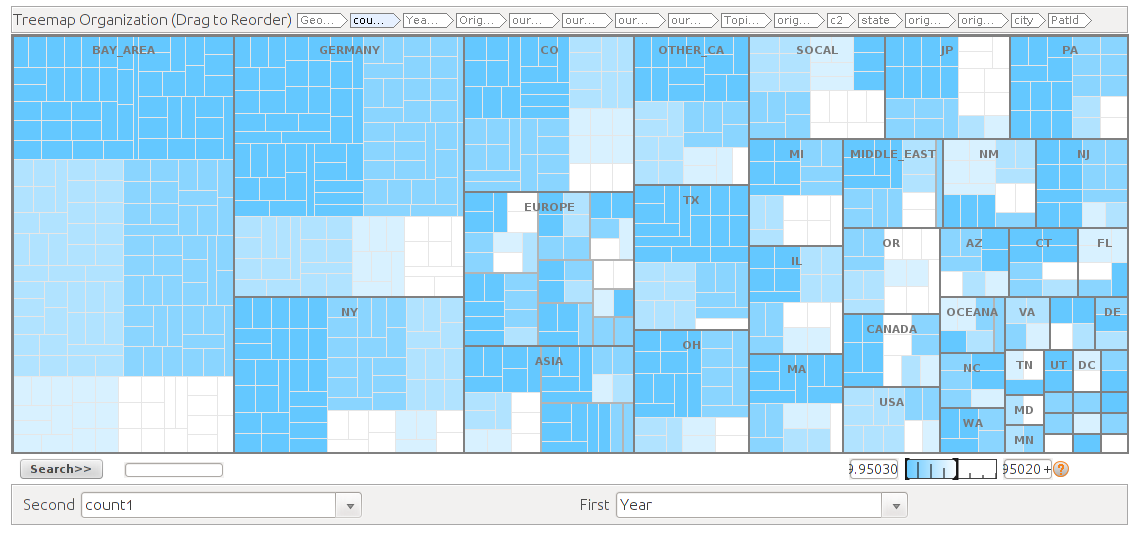 Treemap Organization (Drag to Reorder) Geo... cou... Yea... Orig... our... our... our... our... Topi... orig... c2 state orig... orig... city PatId
BAY_AREA GERMANY CO OTHER_CA SOCAL JP PA
MI MIDDLE_EAST NM NJ
EUROPE TX
OR AZ CT FL
IL
NY OCEANA VA DE
CANADA
OH
ASIA MA NC TN UT DC
USA MD
WA
MN
Search>> 9.95030 95020 + ?
Second count1 First Year